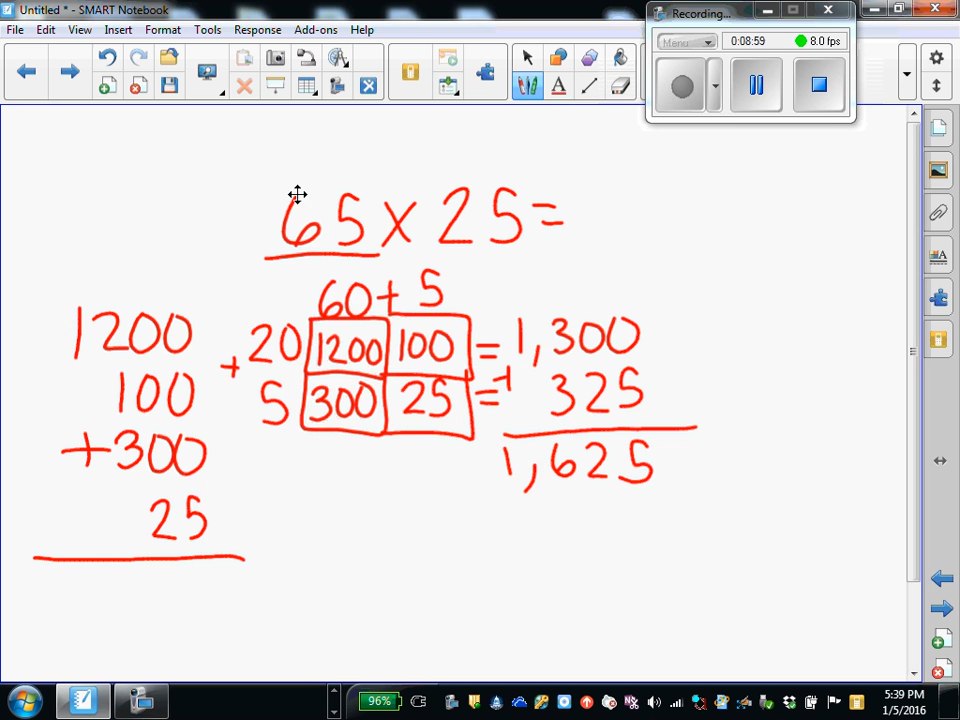 Untitled * - SMART Notebook
Recording...
File Edit View Insert Format Tools Response Add-ons Help
Menu 00:08:59 8.0 fps
65 x 25 =
60 + 5
1200 + 20 1200 100 = 1,300
100 5 300 25 = + 325
+300 1,625
25
96%
5:39 PM
1/5/2016